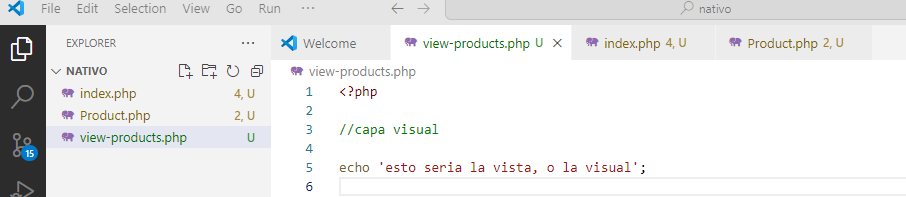 File Edit Selection View Go Run ... nativo
EXPLORER ... Welcome view-products.php U index.php 4, U Product.php 2, U
NATIVO view-products.php
index.php 4, U
Product.php 2, U
view-products.php U
15
1 <?php
2
3 //capa visual
4
5 echo 'esto seria la vista, o la visual';
6